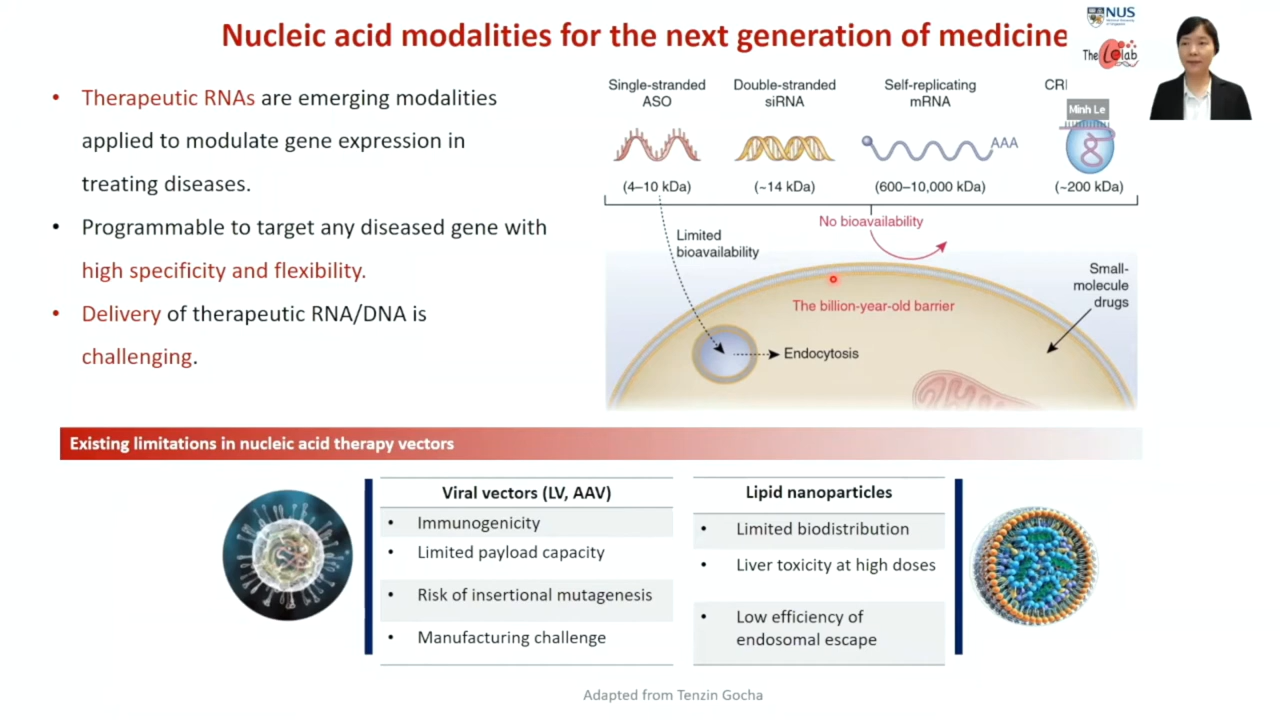 Nucleic acid modalities for the next generation of medicine
NUS
The Le lab
Minh Le
• Therapeutic RNAs are emerging modalities
applied to modulate gene expression in
treating diseases.
• Programmable to target any diseased gene with
high specificity and flexibility.
• Delivery of therapeutic RNA/DNA is
challenging.
Single-stranded
ASO
Double-stranded
siRNA
Self-replicating
mRNA
CRI
AAA
(4–10 kDa)
(~14 kDa)
(600–10,000 kDa)
(~200 kDa)
No bioavailability
Limited
bioavailability
Small-
molecule
drugs
The billion-year-old barrier
Endocytosis
Existing limitations in nucleic acid therapy vectors
Viral vectors (LV, AAV)
• Immunogenicity
• Limited payload capacity
• Risk of insertional mutagenesis
• Manufacturing challenge
Lipid nanoparticles
• Limited biodistribution
• Liver toxicity at high doses
• Low efficiency of
endosomal escape
Adapted from Tenzin Gocha